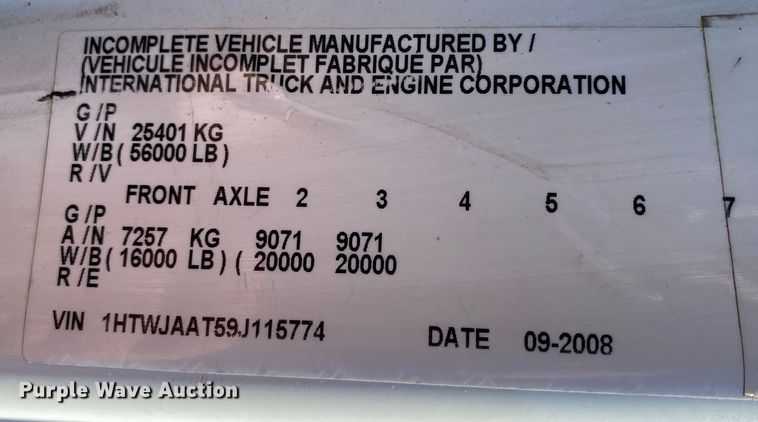 INCOMPLETE VEHICLE MANUFACTURED BY /
(VEHICULE INCOMPLET FABRIQUE PAR)
INTERNATIONAL TRUCK AND ENGINE CORPORATION
G / P
V / N 25401 KG
W/B ( 56000 LB )
R / V
FRONT AXLE 2 3 4 5 6 7
G / P
A / N 7257 KG 9071 9071
W/B ( 16000 LB ) ( 20000 20000
R / E
VIN 1HTWJAAT59J115774 DATE 09-2008
Purple Wave Auction